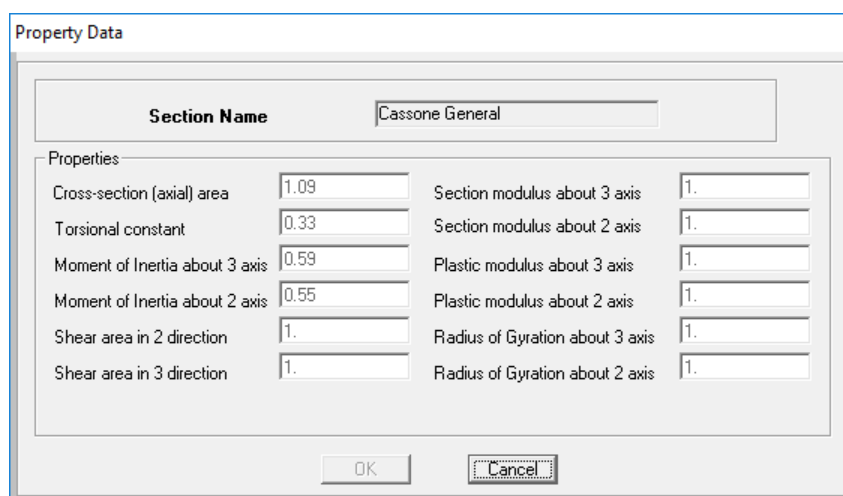 Property Data
Section Name Cassone General
Properties
Cross-section (axial) area 1.09 Section modulus about 3 axis 1.
Torsional constant 0.33 Section modulus about 2 axis 1.
Moment of Inertia about 3 axis 0.59 Plastic modulus about 3 axis 1.
Moment of Inertia about 2 axis 0.55 Plastic modulus about 2 axis 1.
Shear area in 2 direction 1. Radius of Gyration about 3 axis 1.
Shear area in 3 direction 1. Radius of Gyration about 2 axis 1.
OK Cancel